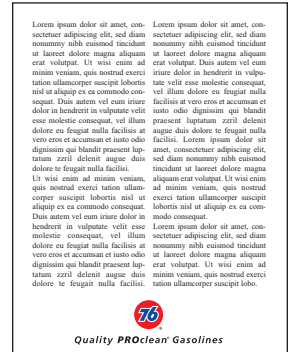 Lorem ipsum dolor sit amet, con-
sectetuer adipiscing elit, sed diam
nonummy nibh euismod tincidunt
ut laoreet dolore magna aliquam
erat volutpat. Ut wisi enim ad
minim veniam, quis nostrud exerci
tation ullamcorper suscipit lobortis
nisl ut aliquip ex ea commodo con-
sequat. Duis autem vel eum iriure
dolor in hendrerit in vulputate velit
esse molestie consequat, vel illum
dolore eu feugiat nulla facilisis at
vero eros et accumsan et iusto odio
dignissim qui blandit praesent lup-
tatum zzril delenit augue duis
dolore te feugait nulla facilisi.
Ut wisi enim ad minim veniam,
quis nostrud exerci tation ullam-
corper suscipit lobortis nisl ut
aliquip ex ea commodo consequat.
Duis autem vel eum iriure dolor in
hendrerit in vulputate velit esse
molestie consequat, vel illum
dolore eu feugiat nulla facilisis at
vero eros et accumsan et iusto odio
dignissim qui blandit praesent lup-
tatum zzril delenit augue duis
dolore te feugait nulla facilisi.
Lorem ipsum dolor sit amet, con-
sectetuer adipiscing elit, sed diam
nonummy nibh euismod tincidunt
ut laoreet dolore magna aliquam
erat volutpat. Duis autem vel eum
iriure dolor in hendrerit in vulpu-
tate velit esse molestie consequat,
vel illum dolore eu feugiat nulla
facilisis at vero eros et accumsan et
iusto odio dignissim qui blandit
praesent luptatum zzril delenit
augue duis dolore te feugait nulla
facilisi. Lorem ipsum dolor sit
amet, consectetuer adipiscing elit,
sed diam nonummy nibh euismod
tincidunt ut laoreet dolore magna
aliquam erat volutpat. Ut wisi enim
ad minim veniam, quis nostrud
exerci tation ullamcorper suscipit
lobortis nisl ut aliquip ex ea com-
modo consequat.
Lorem ipsum dolor sit amet, con-
sectetuer adipiscing elit, sed diam
nonummy nibh euismod tincidunt
ut laoreet dolore magna aliquam
erat volutpat. Ut wisi enim ad
minim veniam, quis nostrud exerci
tation ullamcorper suscipit lobo.
76
Quality PROclean® Gasolines